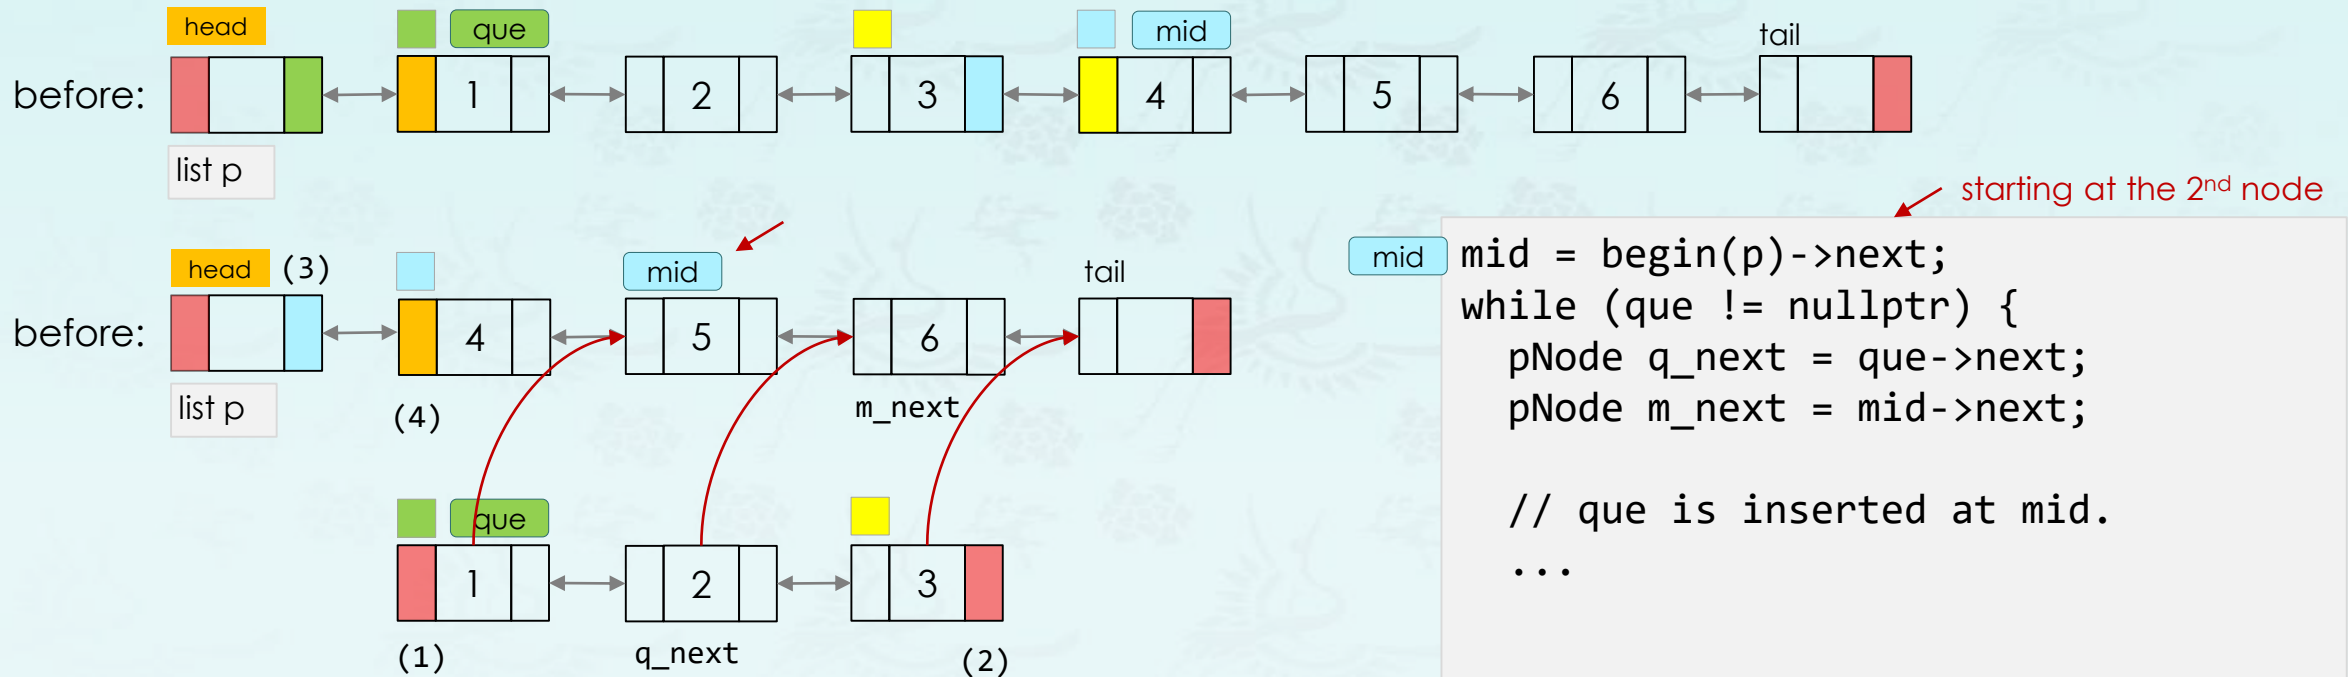 head que mid tail
before: 1 2 3 4 5 6
list p
starting at the 2nd node
head (3) mid tail
before: 4 5 6
list p
(4) m_next
que
1 2 3
(1) q_next (2)
mid
mid = begin(p)->next;
while (que != nullptr) {
pNode q_next = que->next;
pNode m_next = mid->next;
// que is inserted at mid.
...